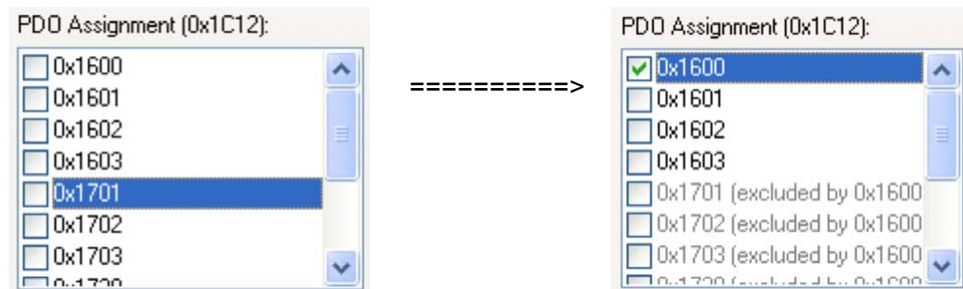 PDO Assignment (0x1C12):
0x1600
0x1601
0x1602
0x1603
0x1701
0x1702
0x1703
==========>
PDO Assignment (0x1C12):
0x1600
0x1601
0x1602
0x1603
0x1701 (excluded by 0x1600
0x1702 (excluded by 0x1600
0x1703 (excluded by 0x1600